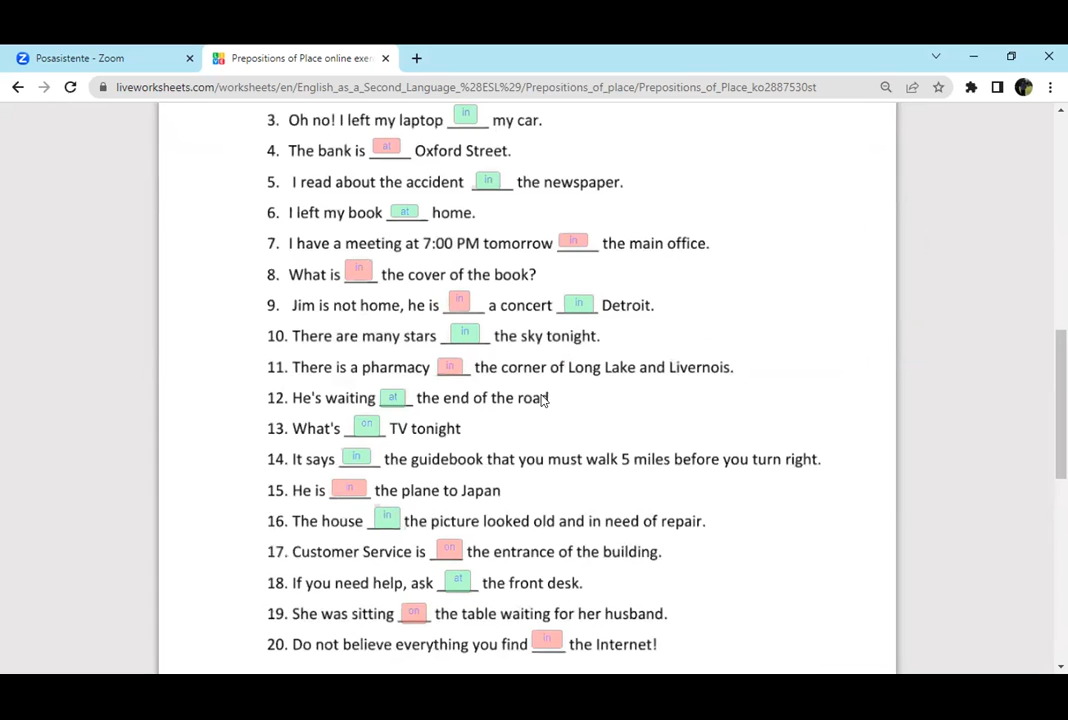 Posasistente - Zoom
Prepositions of Place online exer
liveworksheets.com/worksheets/en/English_as_a_Second_Language_%28ESL%29/Prepositions_of_place/Prepositions_of_Place_ko2887530st
3. Oh no! I left my laptop in my car.
4. The bank is at Oxford Street.
5. I read about the accident in the newspaper.
6. I left my book at home.
7. I have a meeting at 7:00 PM tomorrow in the main office.
8. What is in the cover of the book?
9. Jim is not home, he is in a concert in Detroit.
10. There are many stars in the sky tonight.
11. There is a pharmacy in the corner of Long Lake and Livernois.
12. He's waiting at the end of the road
13. What's on TV tonight
14. It says in the guidebook that you must walk 5 miles before you turn right.
15. He is in the plane to Japan
16. The house in the picture looked old and in need of repair.
17. Customer Service is on the entrance of the building.
18. If you need help, ask at the front desk.
19. She was sitting on the table waiting for her husband.
20. Do not believe everything you find in the Internet!